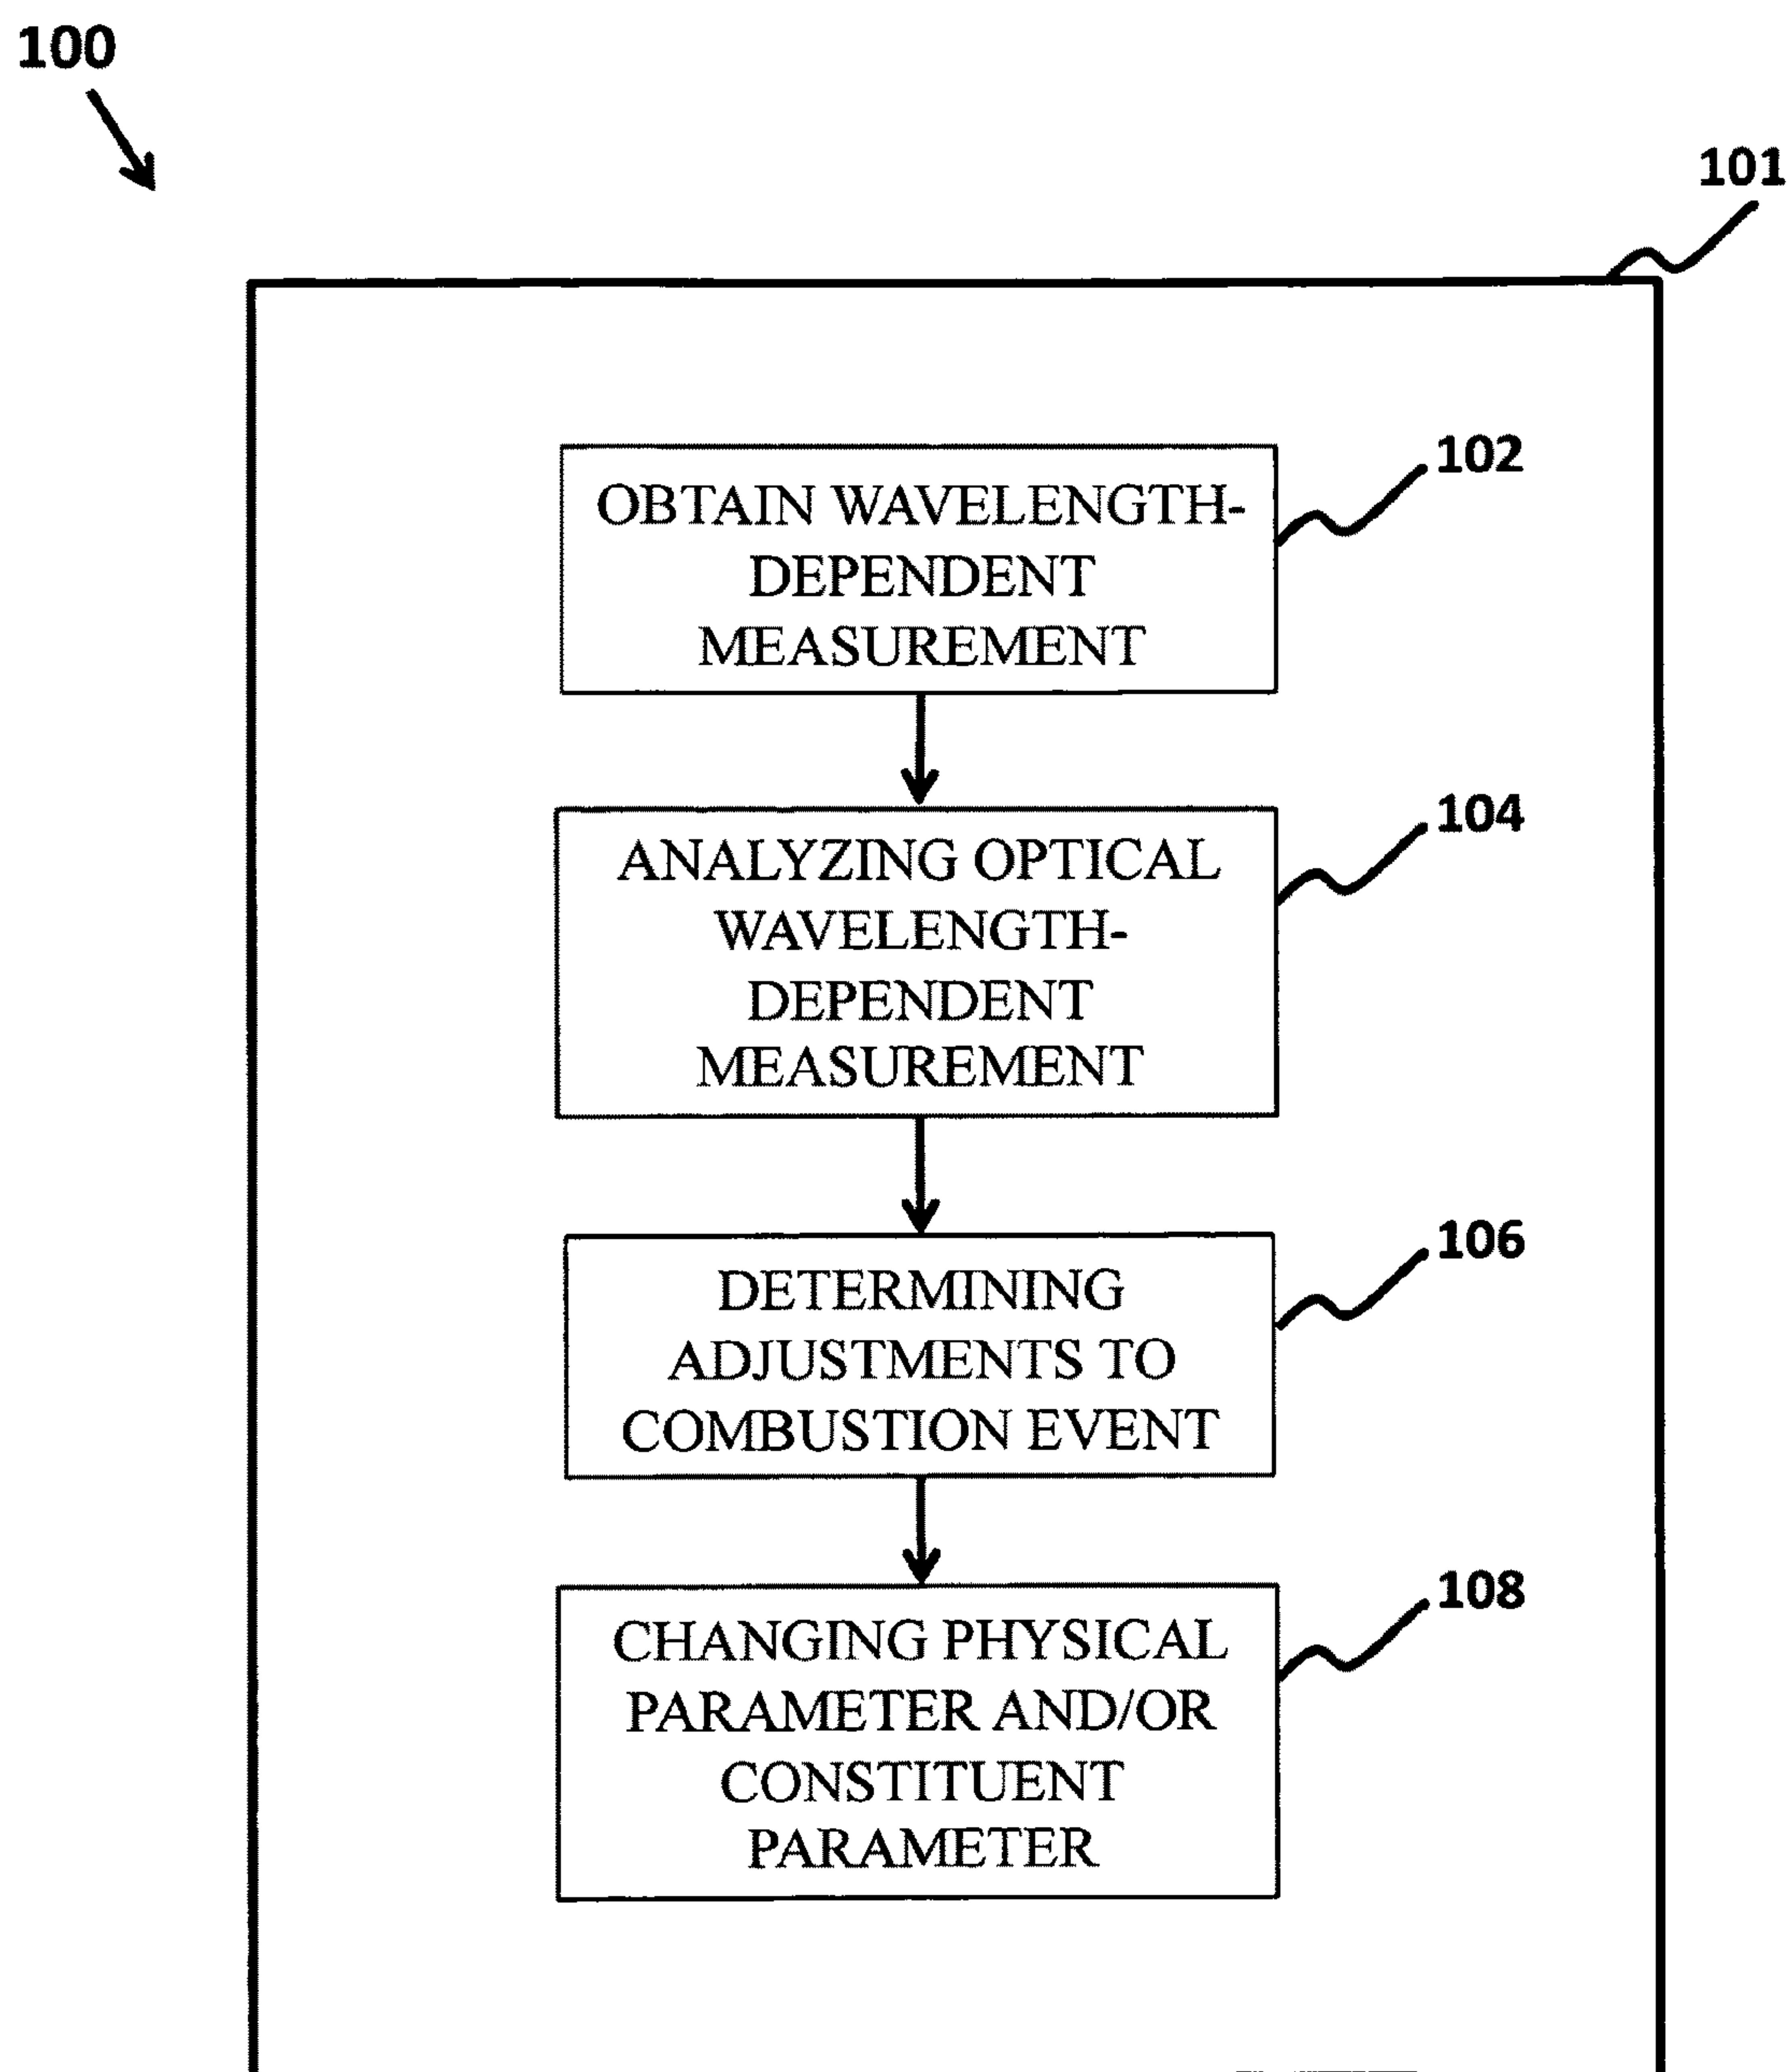 100
101
OBTAIN WAVELENGTH-
DEPENDENT
MEASUREMENT
102
ANALYZING OPTICAL
WAVELENGTH-
DEPENDENT
MEASUREMENT
104
DETERMINING
ADJUSTMENTS TO
COMBUSTION EVENT
106
CHANGING PHYSICAL
PARAMETER AND/OR
CONSTITUENT
PARAMETER
108